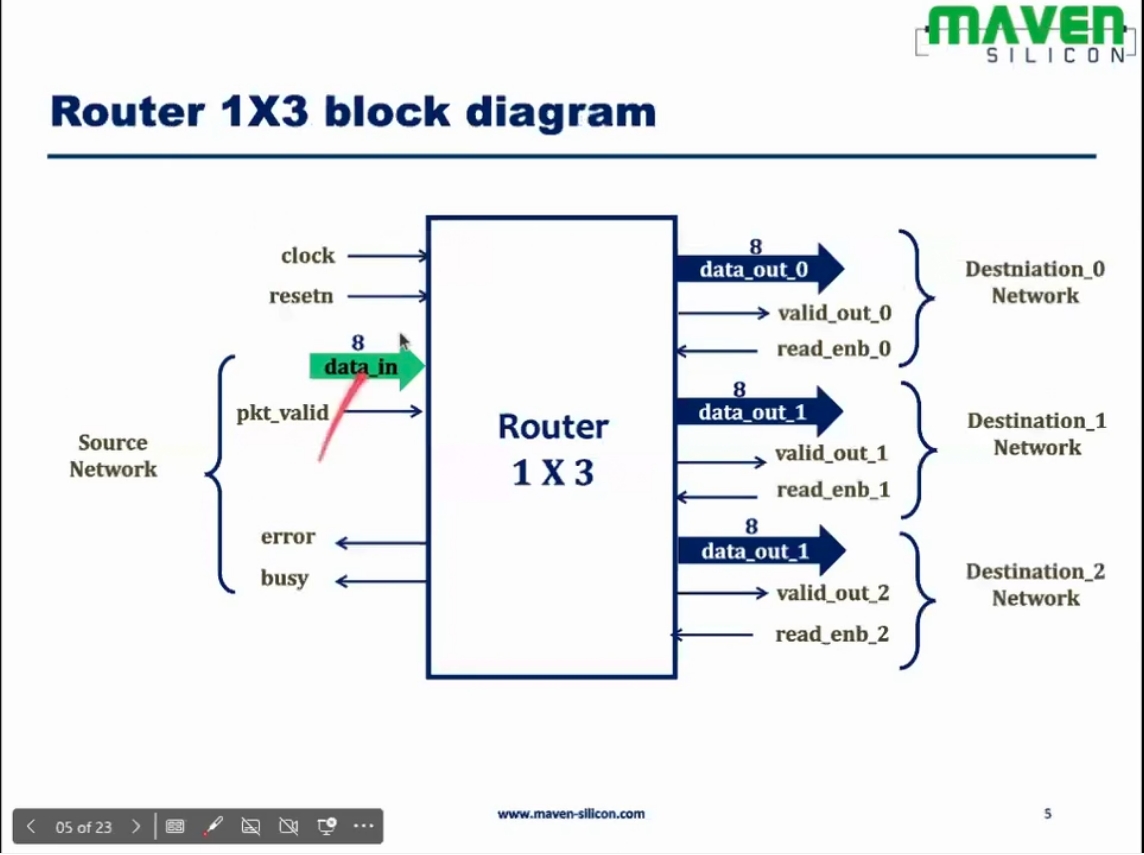 MAVEN
SILICON
Router 1X3 block diagram
clock
resetn
8
data_in
pkt_valid
Source
Network
error
busy
Router
1 X 3
8
data_out_0
valid_out_0
read_enb_0
Destniation_0
Network
8
data_out_1
valid_out_1
read_enb_1
Destination_1
Network
8
data_out_1
valid_out_2
read_enb_2
Destination_2
Network
05 of 23
www.maven-silicon.com
5